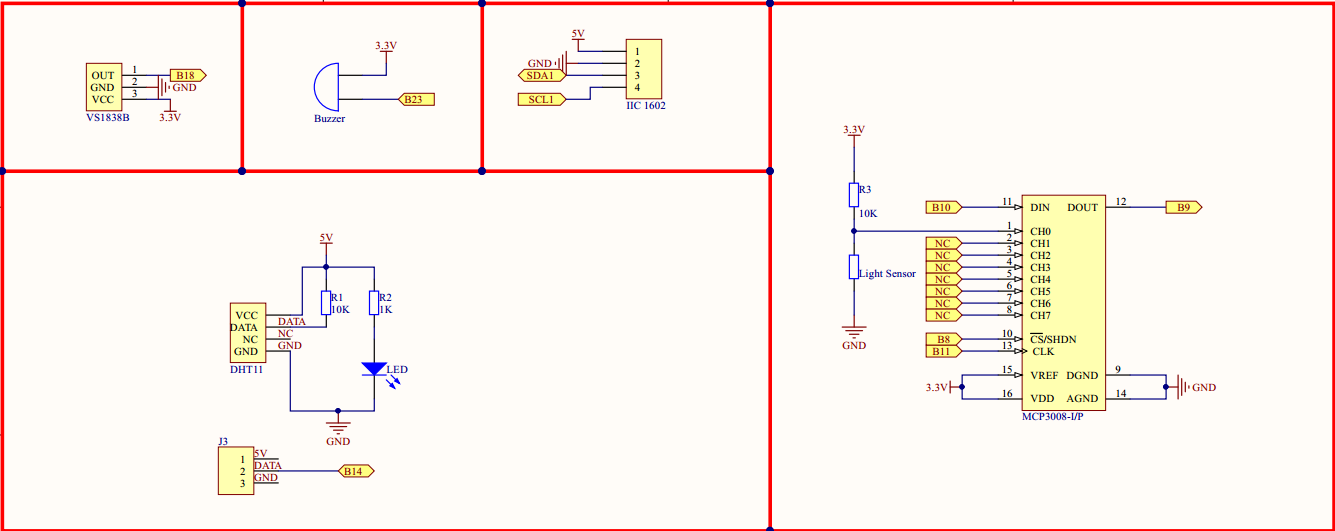 OUT 1 B18
GND 2 GND
VCC 3
VS1838B 3.3V
3.3V
B23
Buzzer
5V
1
GND 2
SDA1 3
SCL1 4
IIC 1602
5V
R1 R2
10K 1K
VCC
DATA DATA
NC NC
GND GND
DHT11
LED
GND
J3
1 5V
2 DATA B14
3 GND
3.3V
R3
10K
Light Sensor
GND
B10 11 DIN DOUT 12 B9
1 CH0
NC 2 CH1
NC 3 CH2
NC 4 CH3
NC 5 CH4
NC 6 CH5
NC 7 CH6
NC 8 CH7
B8 10 CS/SHDN
B11 13 CLK
15 VREF DGND 9
3.3V GND
16 VDD AGND 14
MCP3008-I/P